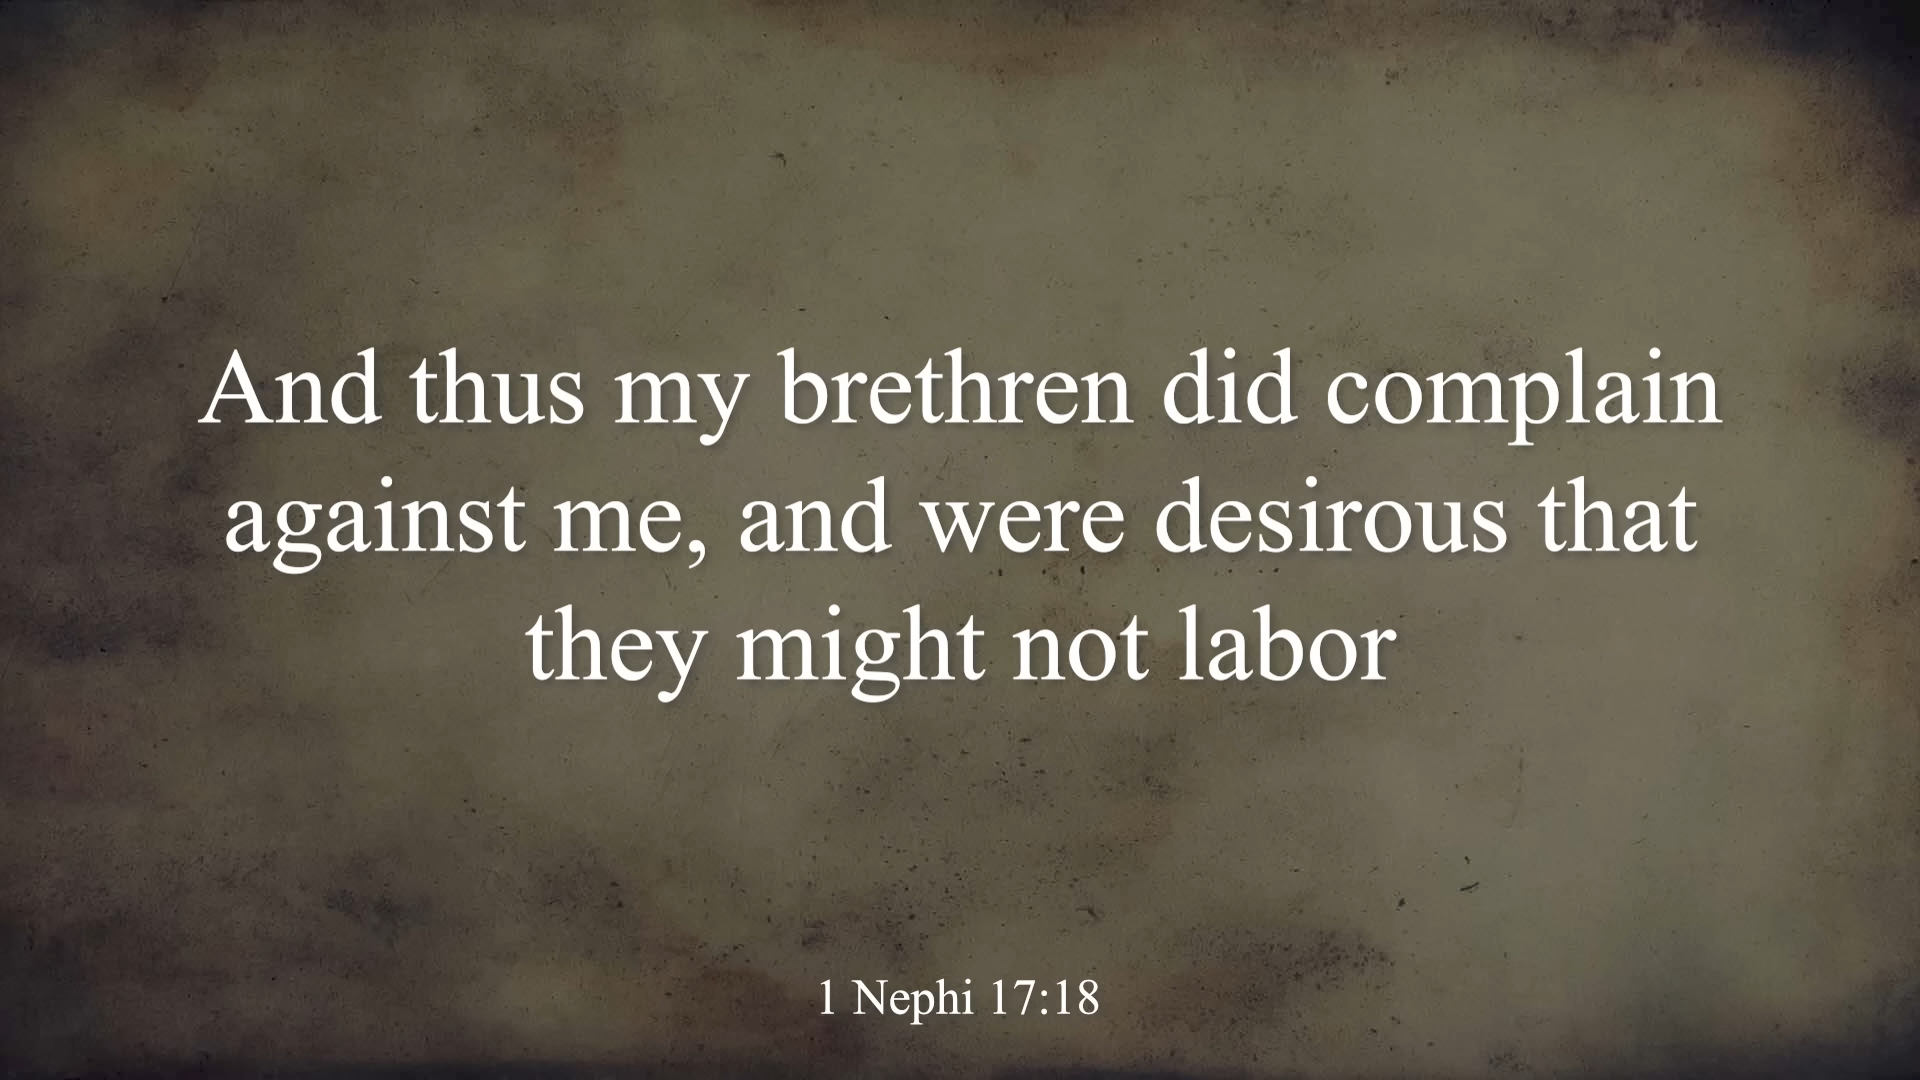 And thus my brethren did complain
against me, and were desirous that
they might not labor
1 Nephi 17:18